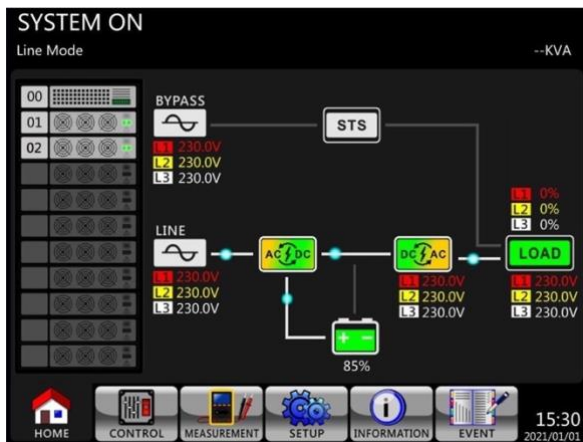 SYSTEM ON
Line Mode
--KVA
00
01
02
BYPASS
L1 230.0V
L2 230.0V
L3 230.0V
STS
L1 0%
L2 0%
L3 0%
LINE
L1 230.0V
L2 230.0V
L3 230.0V
AC DC
DC AC
L1 230.0V
L2 230.0V
L3 230.0V
LOAD
L1 230.0V
L2 230.0V
L3 230.0V
85%
HOME
CONTROL
MEASUREMENT
SETUP
INFORMATION
EVENT
15:30